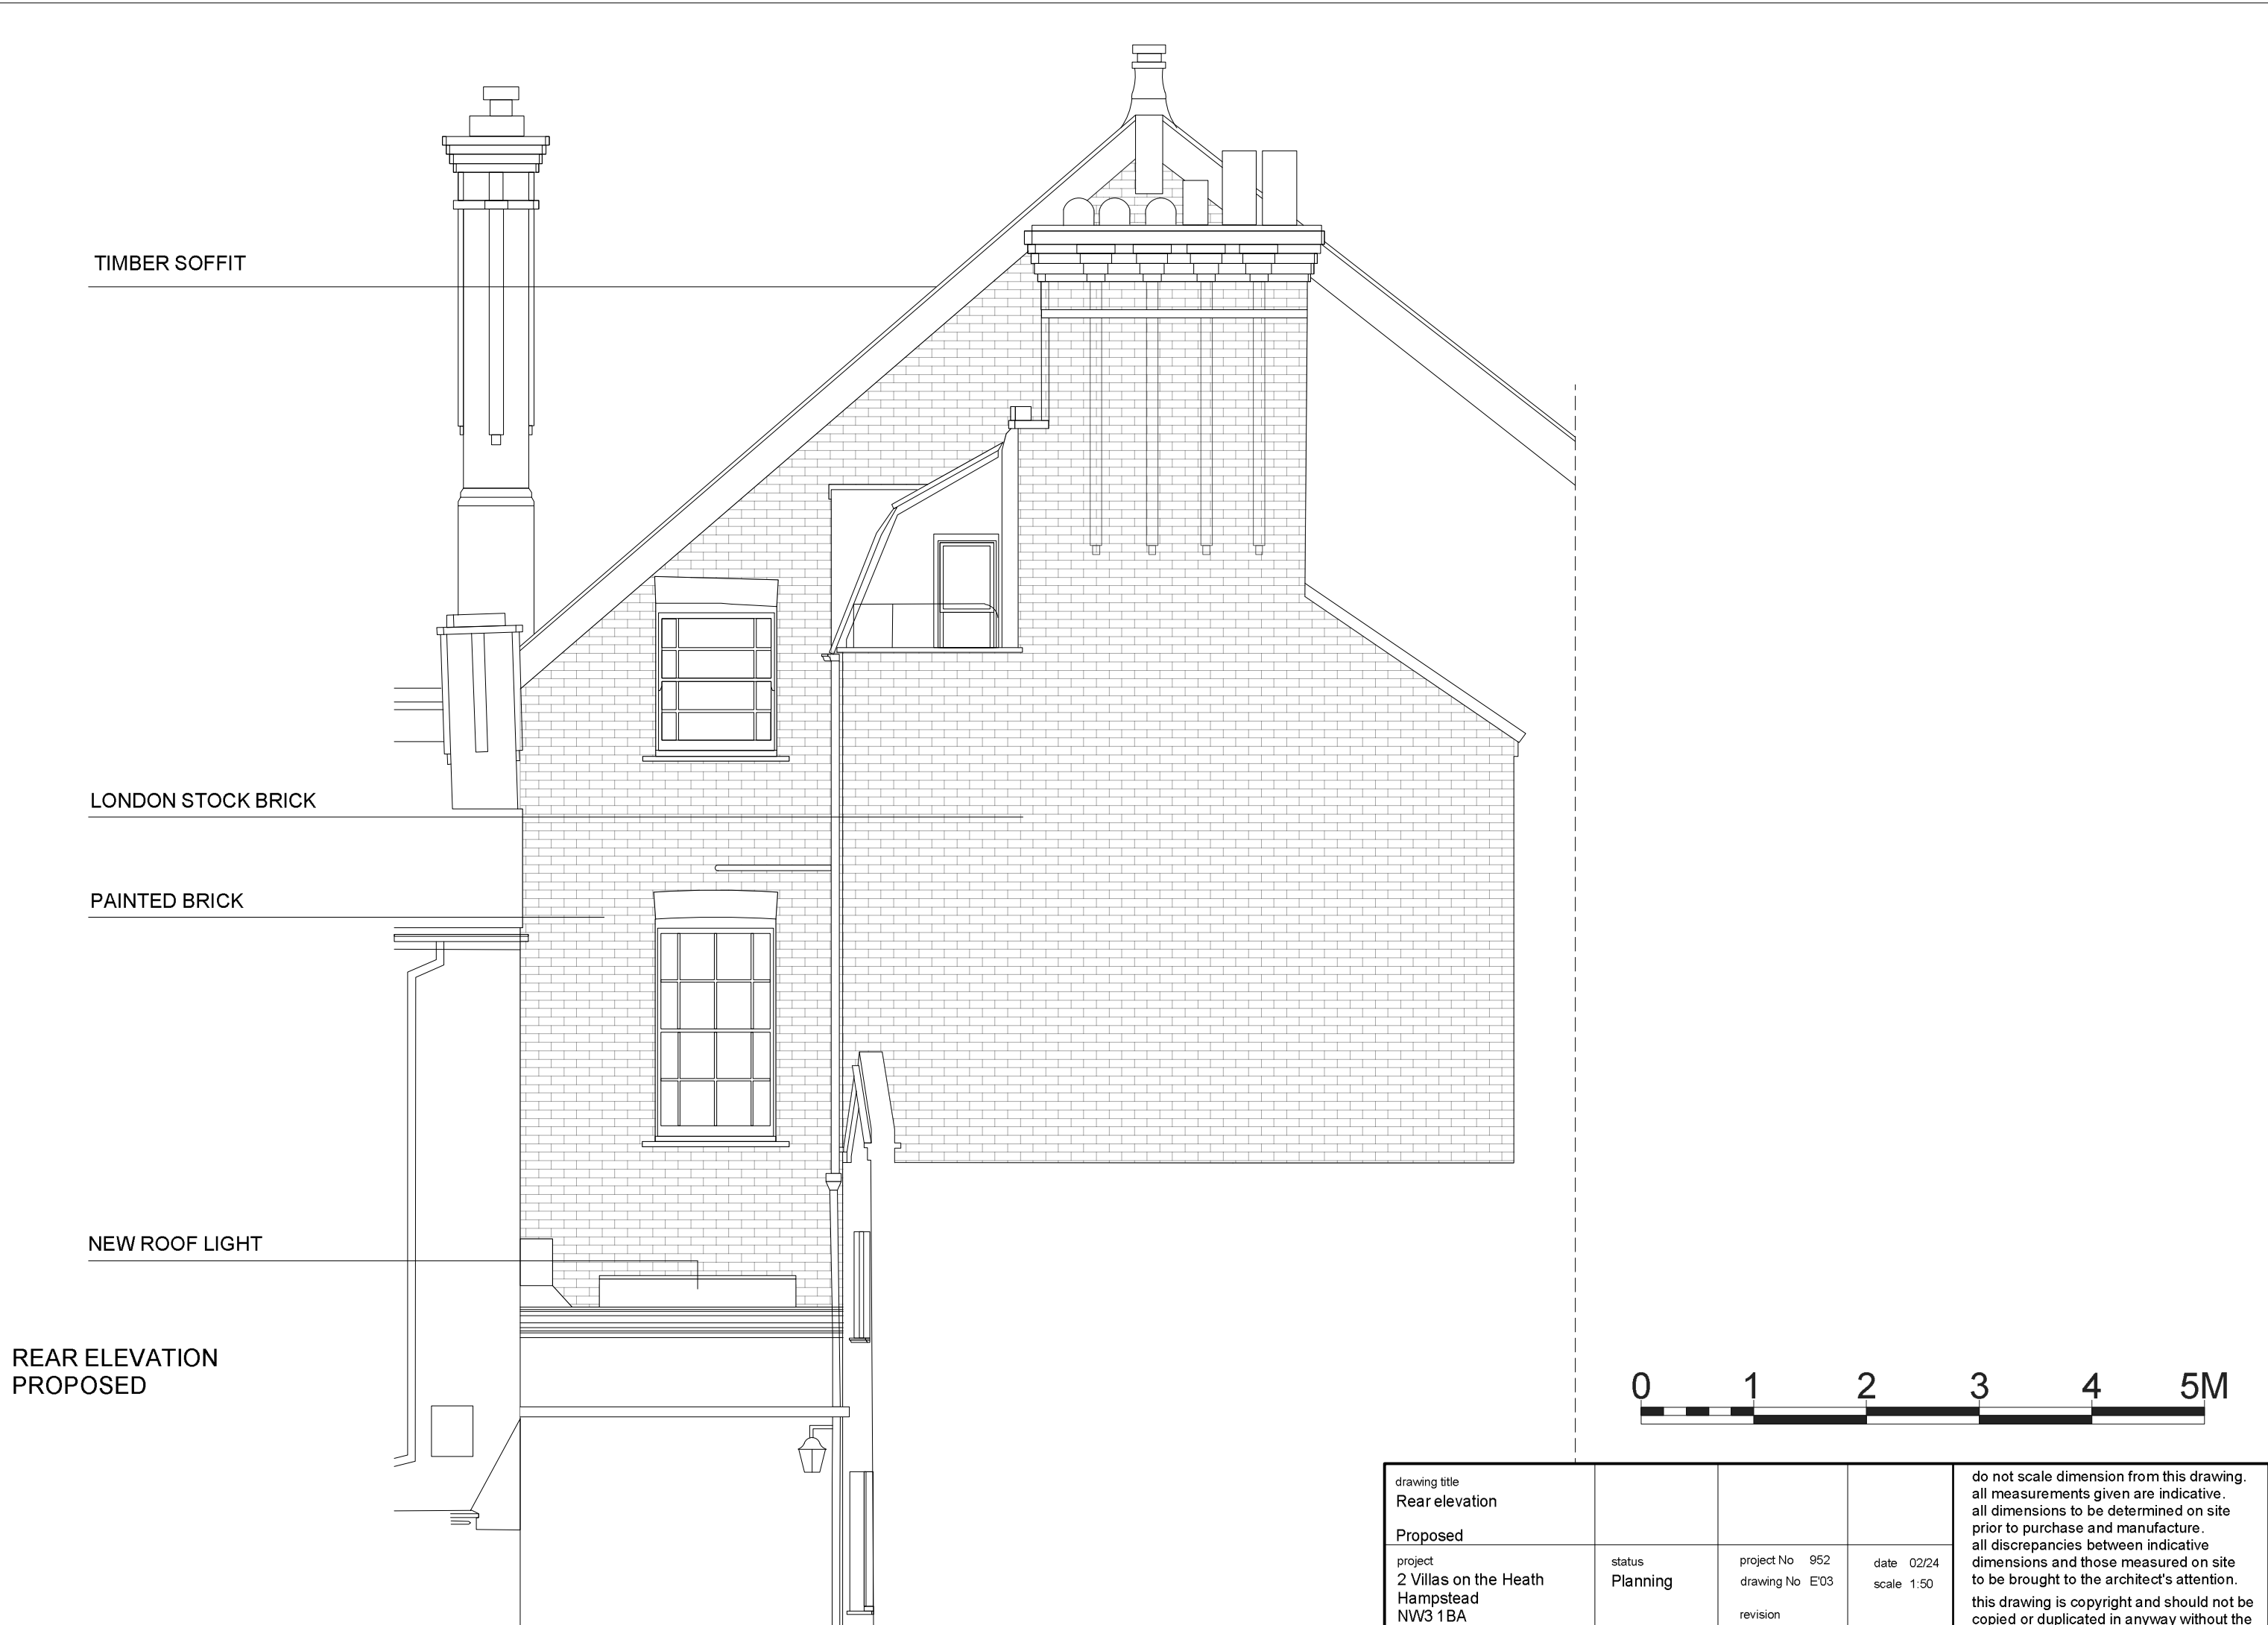 TIMBER SOFFIT
LONDON STOCK BRICK
PAINTED BRICK
NEW ROOF LIGHT
REAR ELEVATION
PROPOSED
0 1 2 3 4 5M
drawing title
Rear elevation
Proposed
project
2 Villas on the Heath
Hampstead
NW3 1BA
status
Planning
project No 952
drawing No E'03
revision
date 02/24
scale 1:50
do not scale dimension from this drawing.
all measurements given are indicative.
all dimensions to be determined on site
prior to purchase and manufacture.
all discrepancies between indicative
dimensions and those measured on site
to be brought to the architect's attention.
this drawing is copyright and should not be
copied or duplicated in anyway without the